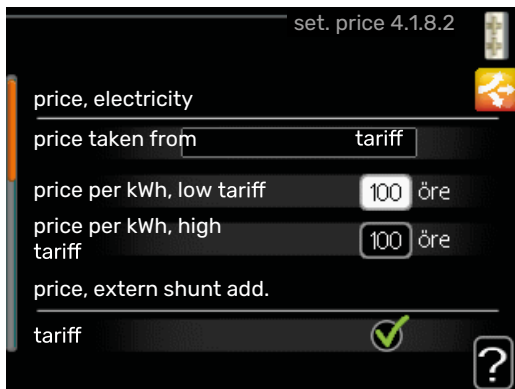 set. price 4.1.8.2
price, electricity
price taken from tariff
price per kWh, low tariff 100 öre
price per kWh, high
tariff 100 öre
price, extern shunt add.
tariff
?